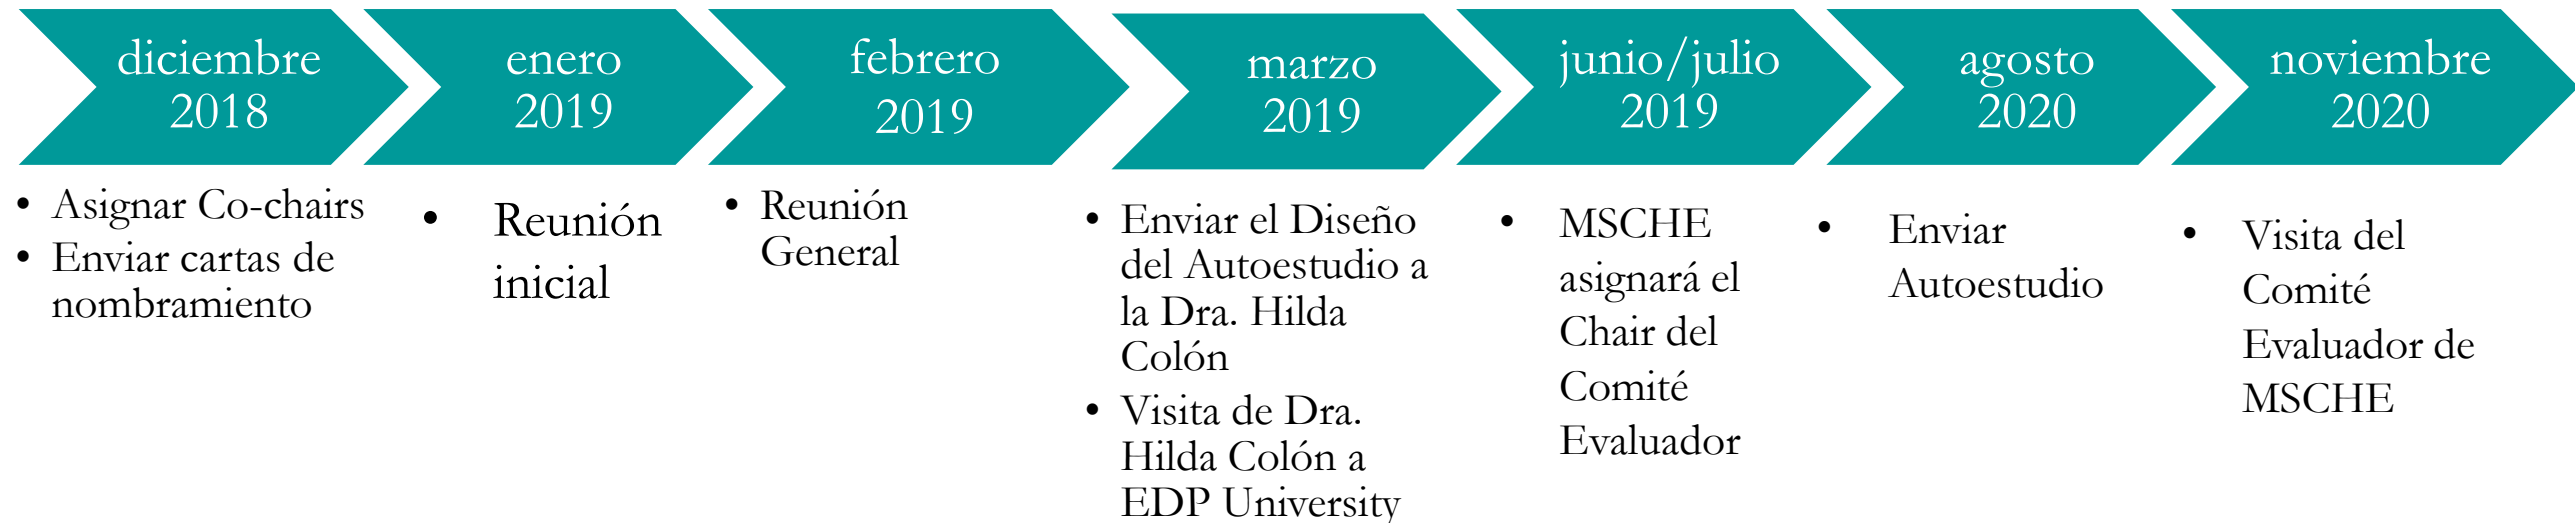 diciembre
2018
• Asignar Co-chairs
• Enviar cartas de
nombramiento
enero
2019
• Reunión
inicial
febrero
2019
• Reunión
General
marzo
2019
• Enviar el Diseño
del Autoestudio a
la Dra. Hilda
Colón
• Visita de Dra.
Hilda Colón a
EDP University
junio/julio
2019
• MSCHE
asignará el
Chair del
Comité
Evaluador
agosto
2020
• Enviar
Autoestudio
noviembre
2020
• Visita del
Comité
Evaluador de
MSCHE